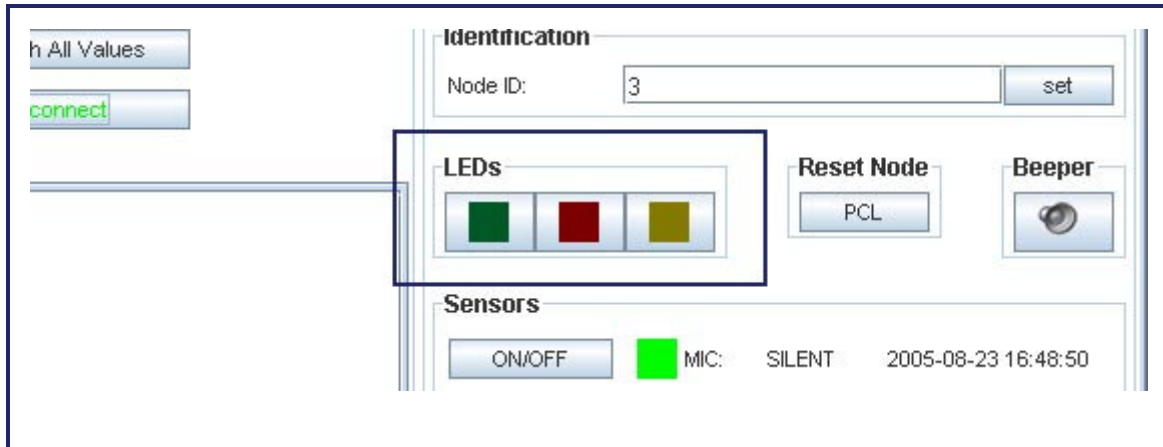 h All Values
connect
Identification
Node ID: 3 set
LEDs Reset Node Beeper
PCL
Sensors
ON/OFF MIC: SILENT 2005-08-23 16:48:50